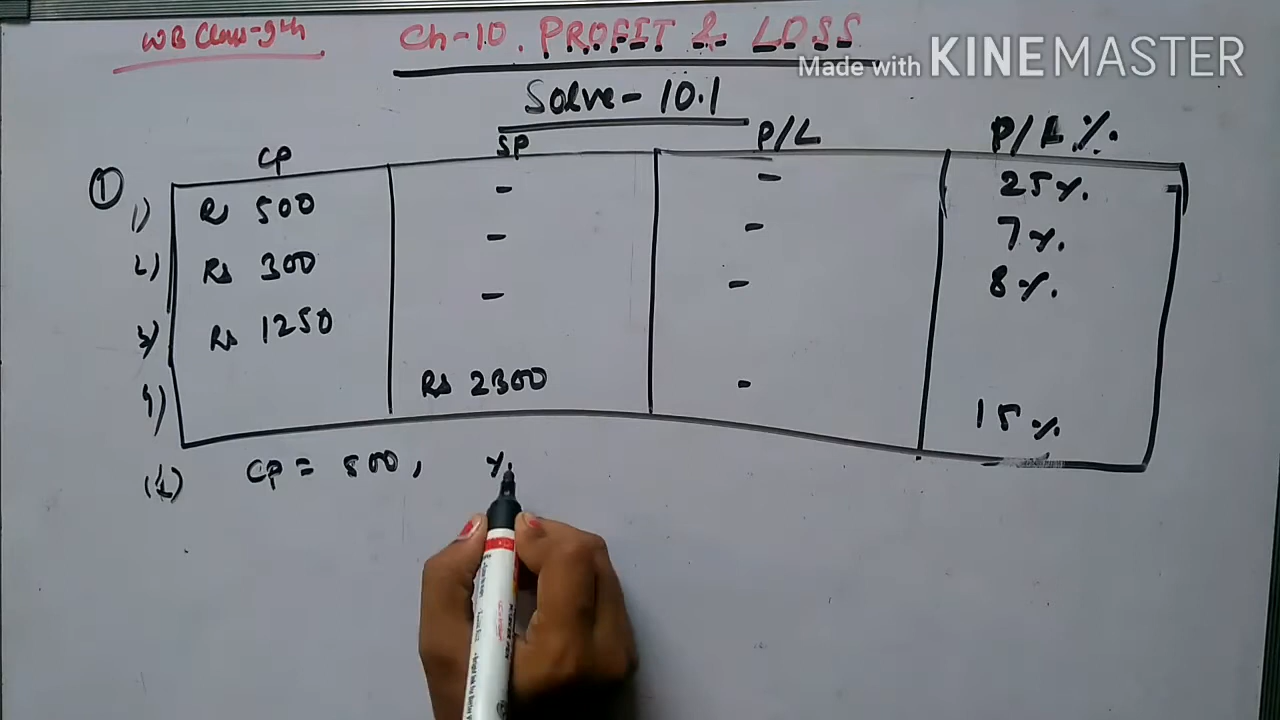 WB Class-9th Ch-10. PROFIT & LOSS
Made with KINEMASTER
Solve- 10.1
CP SP P/L P/L %
① 1) Rs 500 - - 25%.
2) Rs 300 - - 7%.
3) Rs 1250 - - 8%.
4) Rs 2300 - 15%
(1) CP = 500, %.